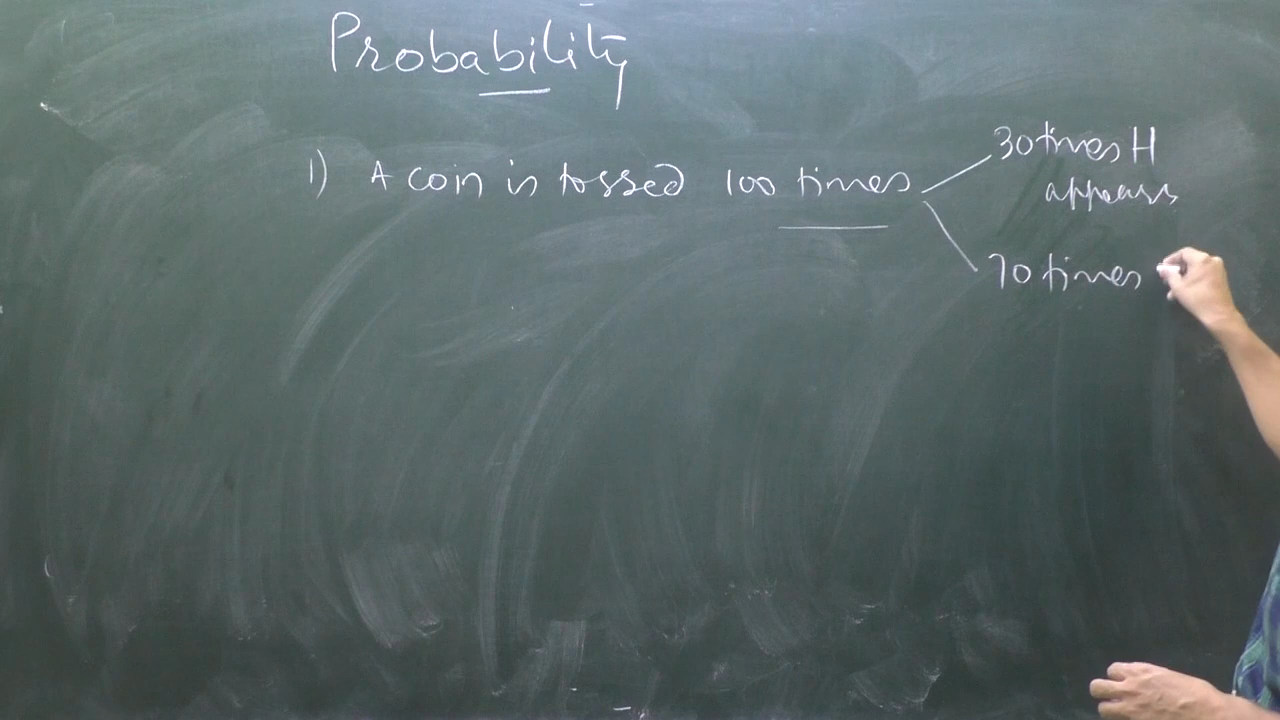 Probability
1) A coin is tossed 100 times
30 times H
appears
70 times